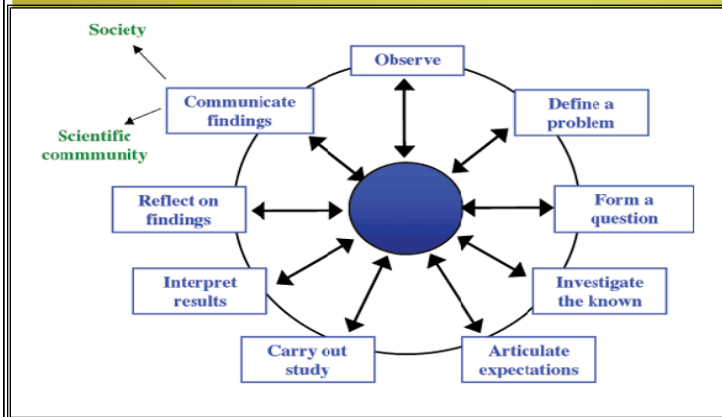 Society
Observe
Communicate
findings
Define a
problem
Scientific
commmunity
Reflect on
findings
Form a
question
Interpret
results
Investigate
the known
Carry out
study
Articulate
expectations